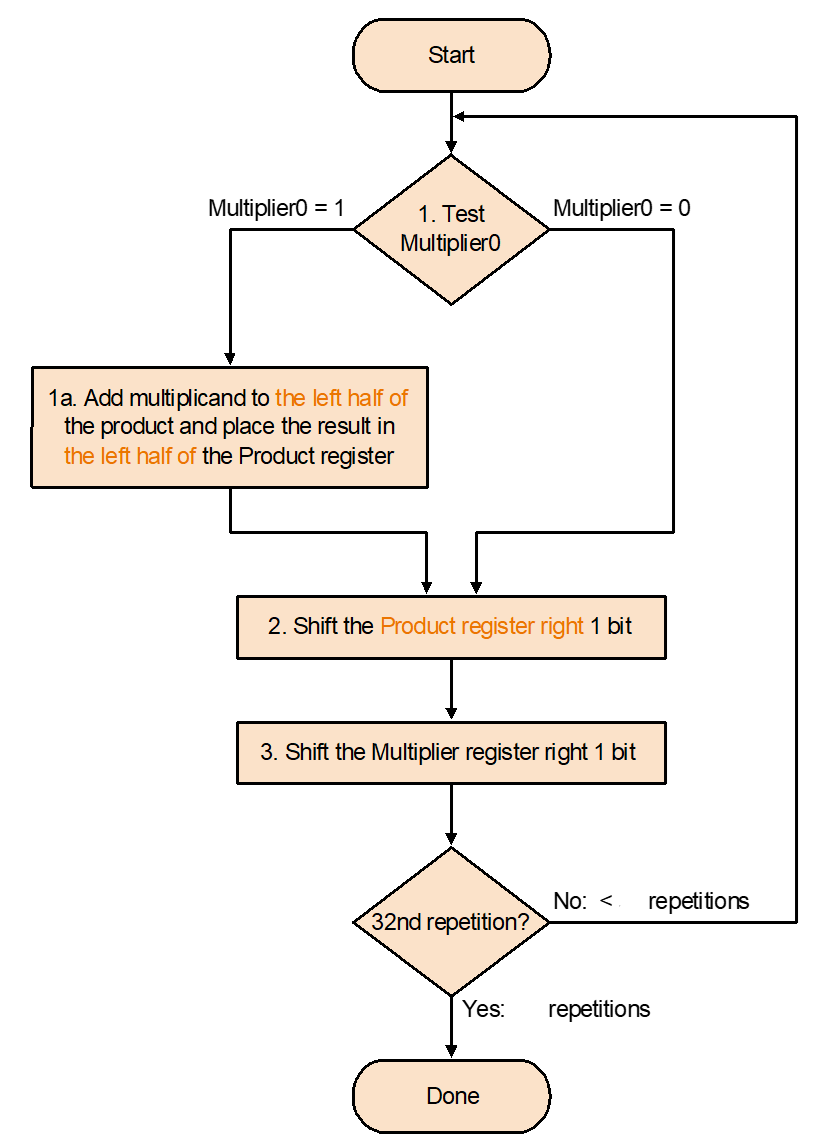 Start
Multiplier0 = 1
1. Test
Multiplier0
Multiplier0 = 0
1a. Add multiplicand to the left half of
the product and place the result in
the left half of the Product register
2. Shift the Product register right 1 bit
3. Shift the Multiplier register right 1 bit
32nd repetition?
No: < repetitions
Yes: repetitions
Done